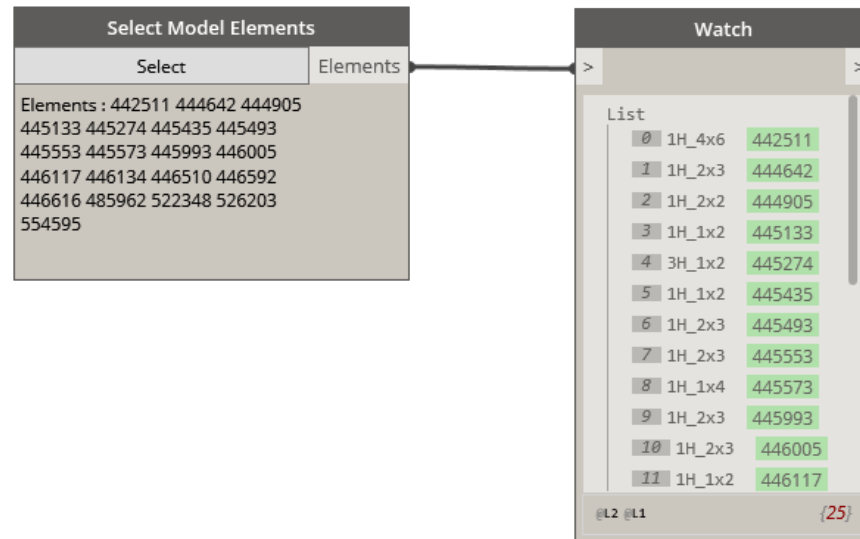 Select Model Elements
Select
Elements
Elements : 442511 444642 444905
445133 445274 445435 445493
445553 445573 445993 446005
446117 446134 446510 446592
446616 485962 522348 526203
554595
Watch
>
>
List
0 1H_4x6 442511
1 1H_2x3 444642
2 1H_2x2 444905
3 1H_1x2 445133
4 3H_1x2 445274
5 1H_1x2 445435
6 1H_2x3 445493
7 1H_2x3 445553
8 1H_1x4 445573
9 1H_2x3 445993
10 1H_2x3 446005
11 1H_1x2 446117
@L2 @L1 {25}